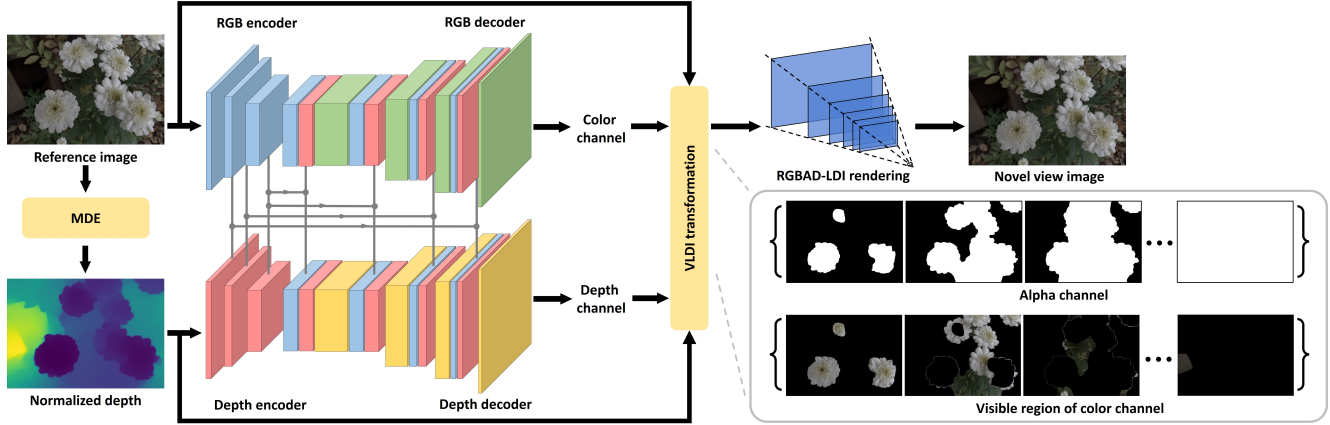 RGB encoder
RGB decoder
Reference image
MDE
Normalized depth
Depth encoder
Depth decoder
Color
channel
Depth
channel
VLDI transformation
RGBAD-LDI rendering
Novel view image
Alpha channel
Visible region of color channel